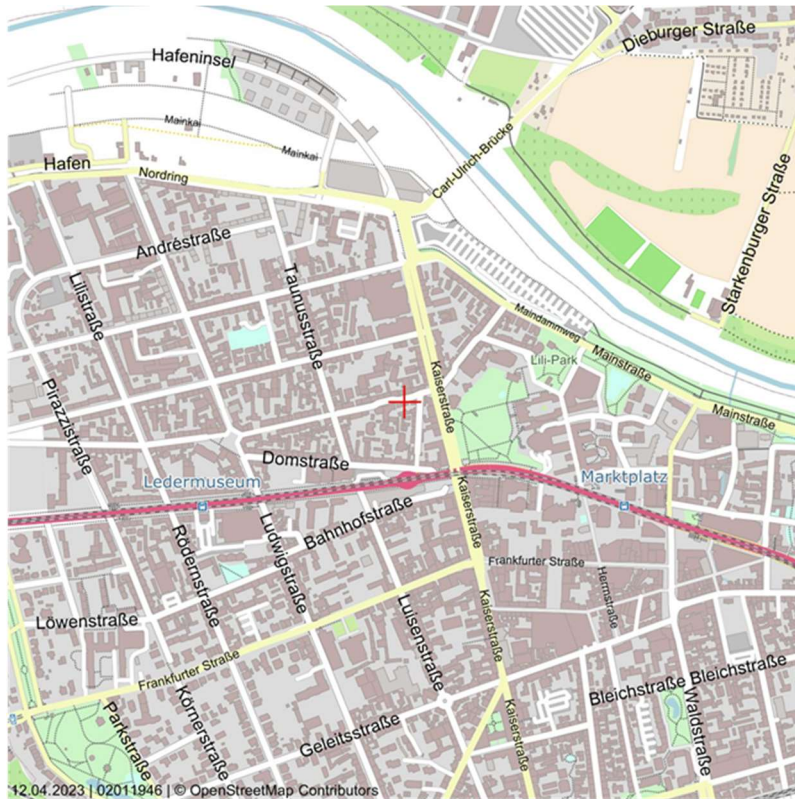 Dieburger Straße
Hafeninsel
Mainkai
Mainkai
Carl-Ulrich-Brücke
Hafen
Nordring
Starkenburger Straße
Andréstraße
Lilistraße
Taunusstraße
Maindammweg
Mainstraße
Lili-Park
Kaiserstraße
Pirazzistraße
Mainstraße
Domstraße
Ledermuseum
Marktplatz
Kaiserstraße
Bahnhofstraße
Rödernstraße
Ludwigstraße
Frankfurter Straße
Herrnstraße
Löwenstraße
Luisenstraße
Kaiserstraße
Frankfurter Straße
Bleichstraße Bleichstraße
Körnerstraße
Parkstraße
Geleitsstraße
Kaiserstraße
Waldstraße
12.04.2023 | 02011946 | © OpenStreetMap Contributors